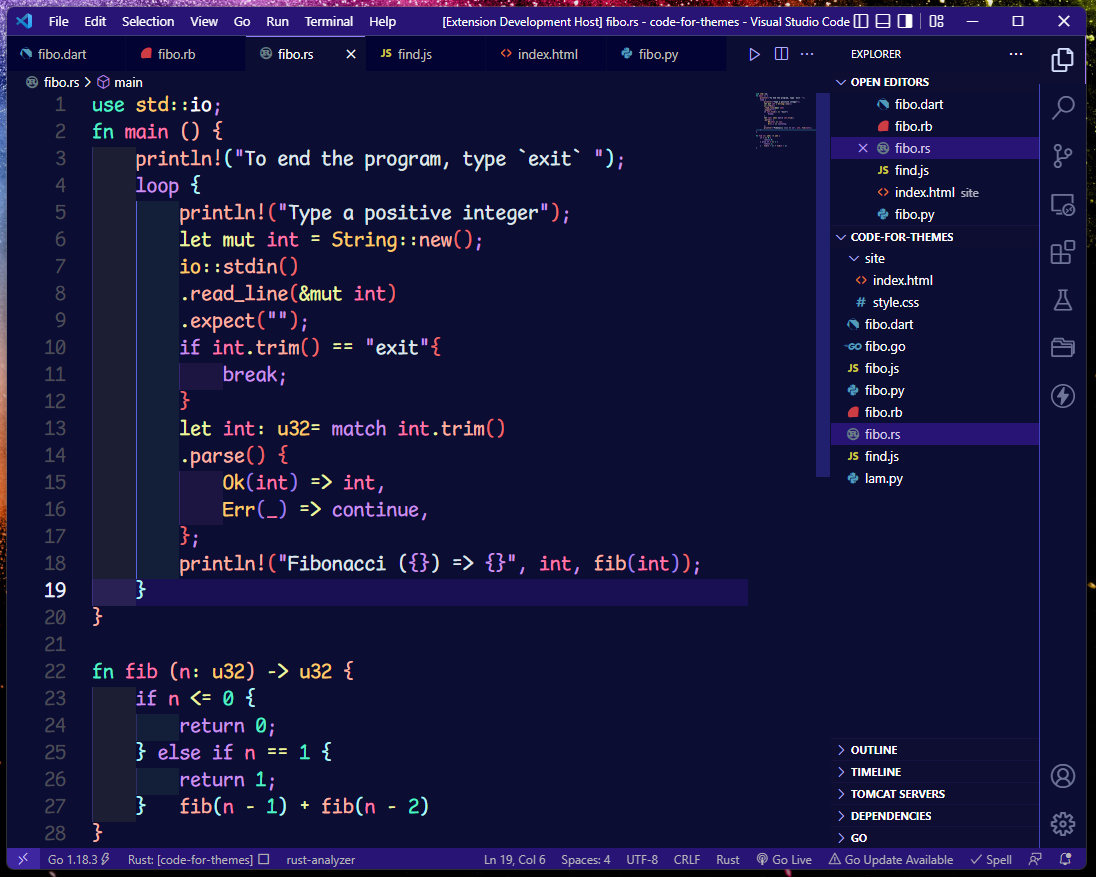 File Edit Selection View Go Run Terminal Help [Extension Development Host] fibo.rs - code-for-themes - Visual Studio Code
fibo.dart fibo.rb fibo.rs JS find.js <> index.html fibo.py
fibo.rs > main
1 use std::io;
2 fn main () {
3 println!("To end the program, type `exit` ");
4 loop {
5 println!("Type a positive integer");
6 let mut int = String::new();
7 io::stdin()
8 .read_line(&mut int)
9 .expect("");
10 if int.trim() == "exit"{
11 break;
12 }
13 let int: u32= match int.trim()
14 .parse() {
15 Ok(int) => int,
16 Err(_) => continue,
17 };
18 println!("Fibonacci ({}) => {}", int, fib(int));
19 }
20 }
21
22 fn fib (n: u32) -> u32 {
23 if n <= 0 {
24 return 0;
25 } else if n == 1 {
26 return 1;
27 } fib(n - 1) + fib(n - 2)
28 }
EXPLORER
OPEN EDITORS
fibo.dart
fibo.rb
fibo.rs
JS find.js
<> index.html site
fibo.py
CODE-FOR-THEMES
site
<> index.html
# style.css
fibo.dart
GO fibo.go
JS fibo.js
fibo.py
fibo.rb
fibo.rs
JS find.js
lam.py
OUTLINE
TIMELINE
TOMCAT SERVERS
DEPENDENCIES
GO
Go 1.18.3 Rust: [code-for-themes] rust-analyzer Ln 19, Col 6 Spaces: 4 UTF-8 CRLF Rust Go Live Go Update Available Spell